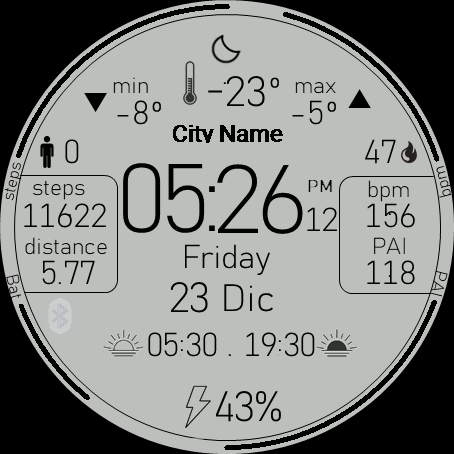 min
-8°
-23°
max
-5°
City Name
0
47
steps
bpm
steps
11622
distance
5.77
05:26
PM
12
bpm
156
PAI
118
Friday
23 Dic
Bat
PAI
05:30 . 19:30
43%